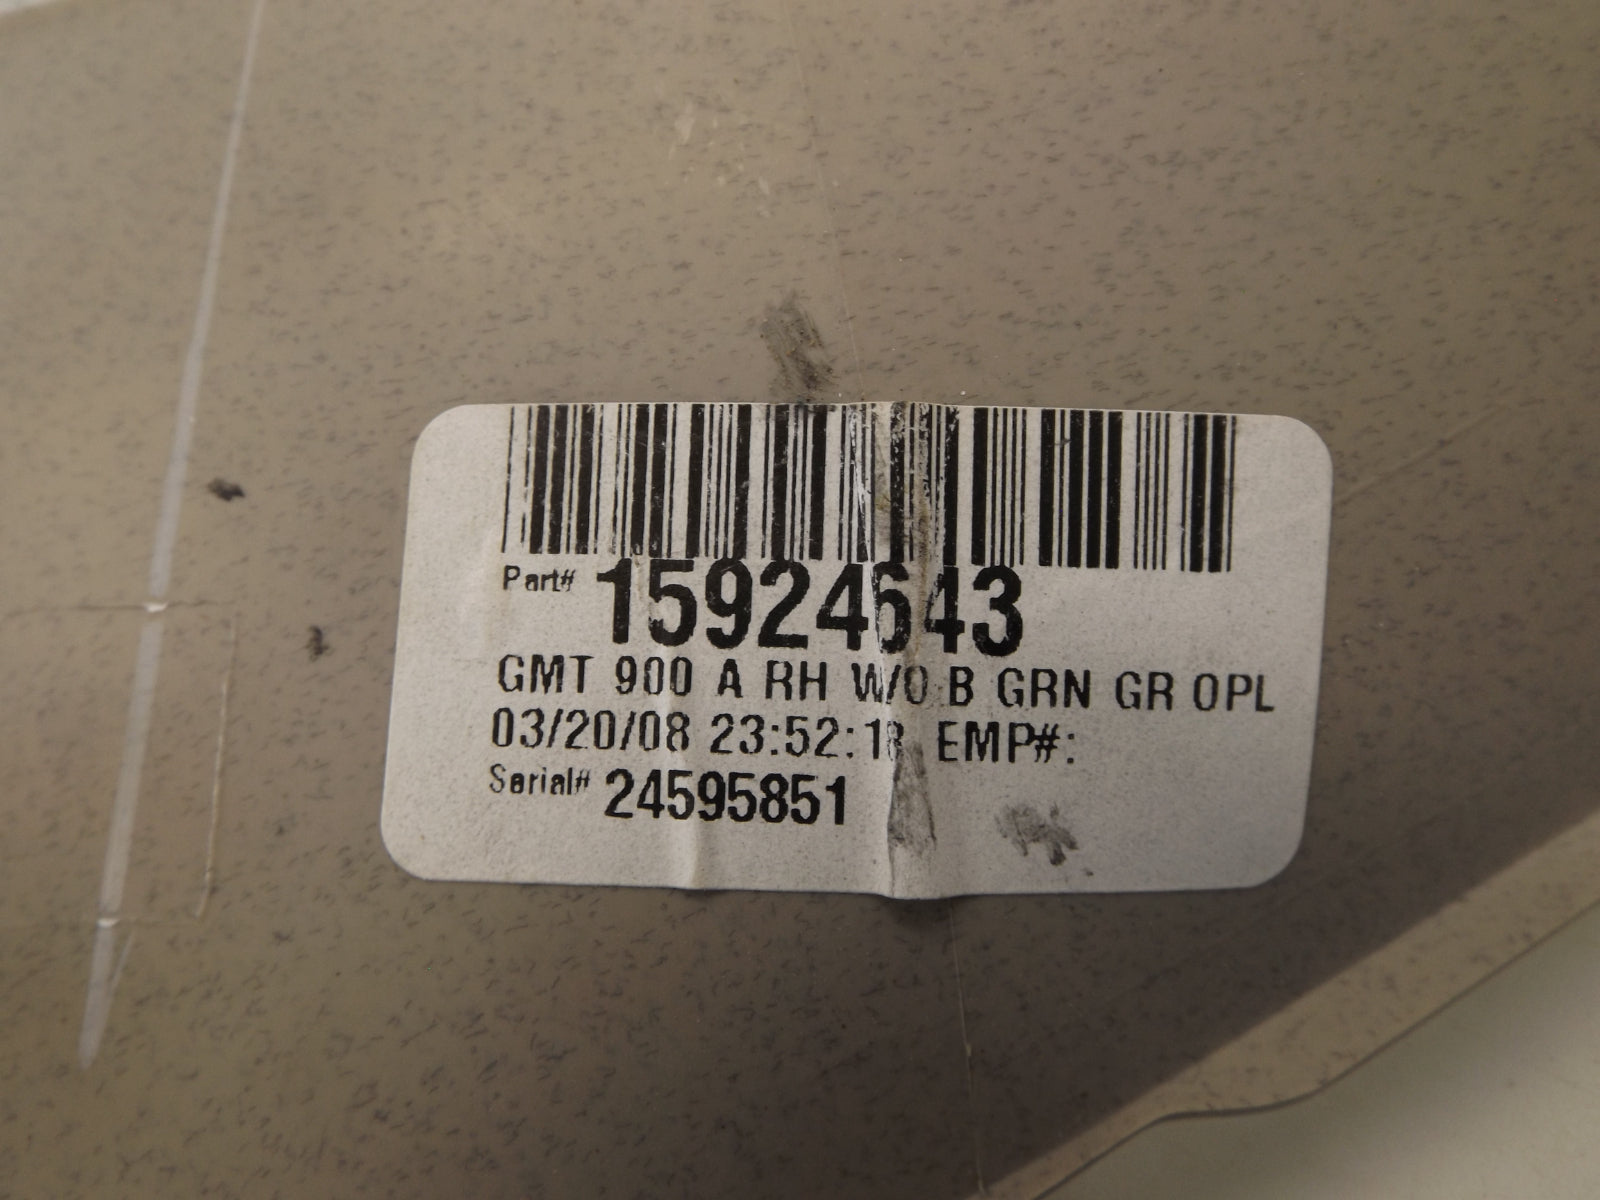 Part# 15924643
GMT 900 A RH W/O B GRN GR OPL
03/20/08 23:52:18 EMP#:
Serial# 24595851